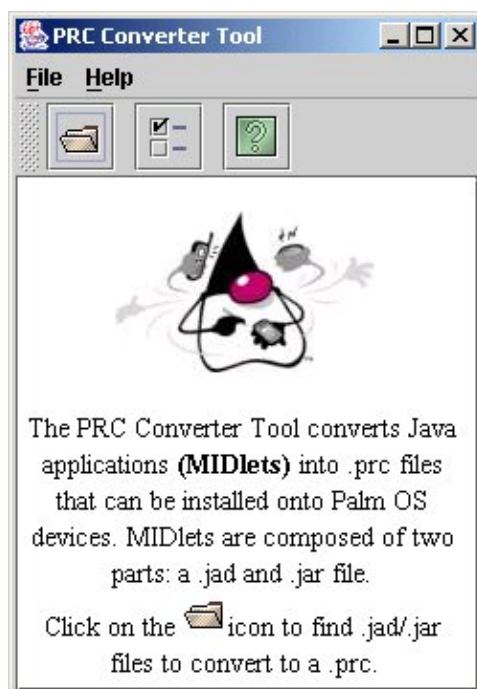 PRC Converter Tool
File Help
The PRC Converter Tool converts Java
applications (MIDlets) into .prc files
that can be installed onto Palm OS
devices. MIDlets are composed of two
parts: a .jad and .jar file.
Click on the icon to find .jad/.jar
files to convert to a .prc.